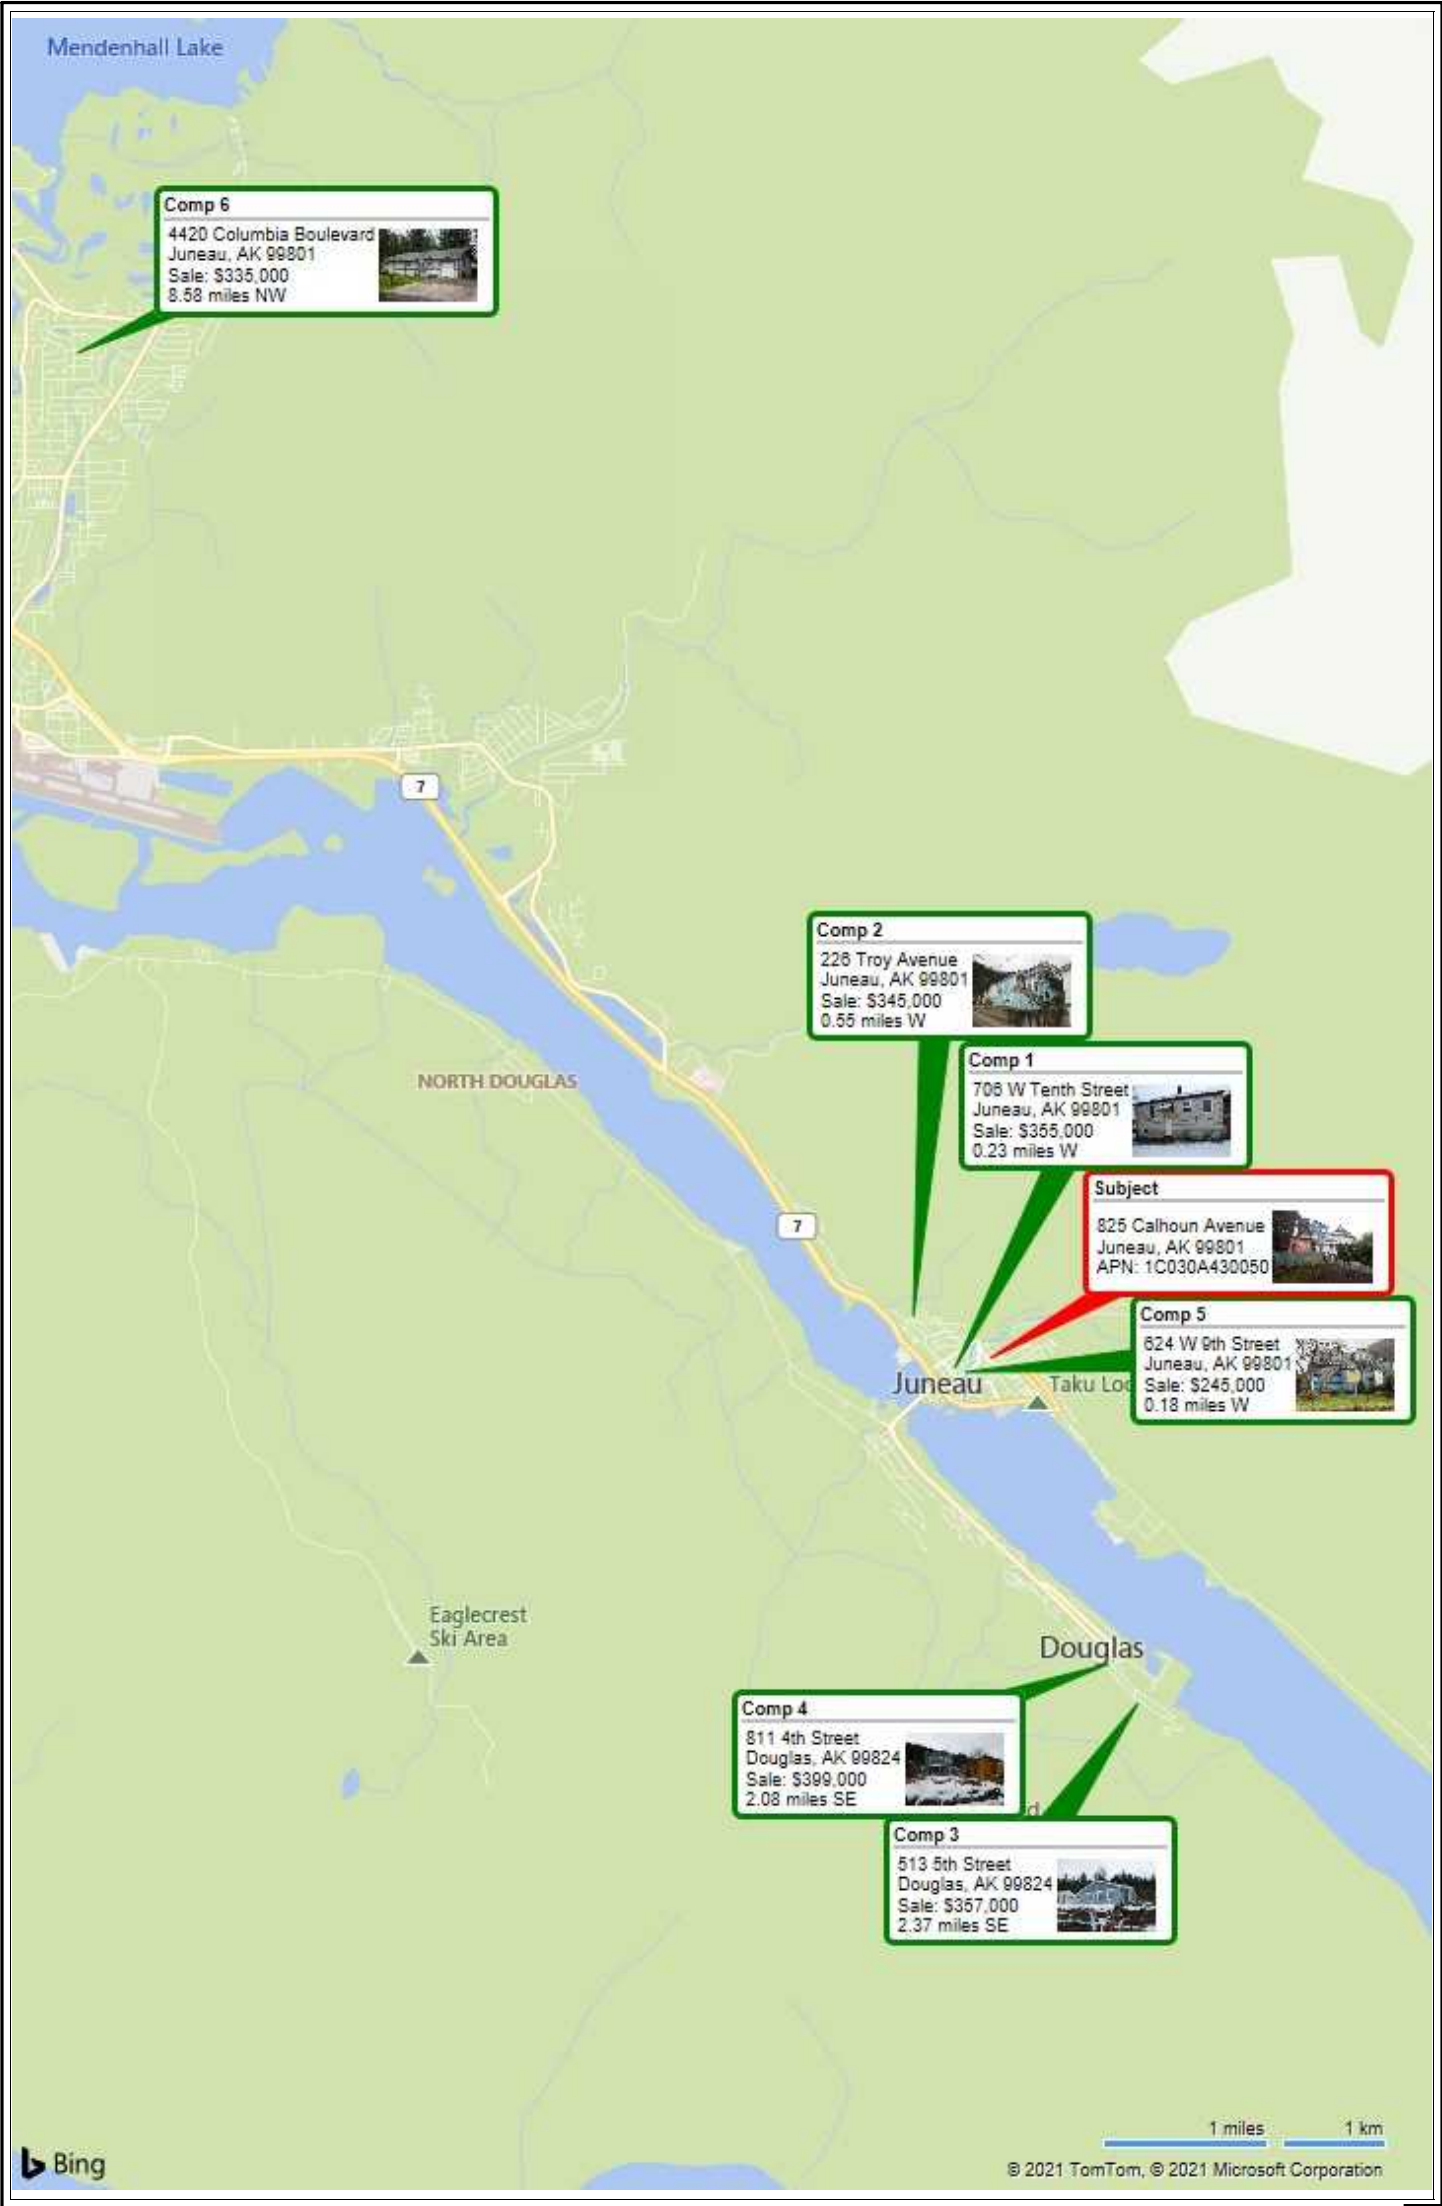 Mendenhall Lake
Comp 6
4420 Columbia Boulevard
Juneau, AK 99801
Sale: $335,000
8.58 miles NW
7
Comp 2
226 Troy Avenue
Juneau, AK 99801
Sale: $345,000
0.55 miles W
NORTH DOUGLAS
Comp 1
706 W Tenth Street
Juneau, AK 99801
Sale: $355,000
0.23 miles W
Subject
825 Calhoun Avenue
Juneau, AK 99801
APN: 1C030A430050
7
Comp 5
624 W 9th Street
Juneau, AK 99801
Sale: $245,000
0.18 miles W
Juneau
Taku Loc
Eaglecrest
Ski Area
Douglas
Comp 4
811 4th Street
Douglas, AK 99824
Sale: $399,000
2.08 miles SE
d
Comp 3
513 5th Street
Douglas, AK 99824
Sale: $357,000
2.37 miles SE
1 miles
1 km
Bing
© 2021 TomTom, © 2021 Microsoft Corporation